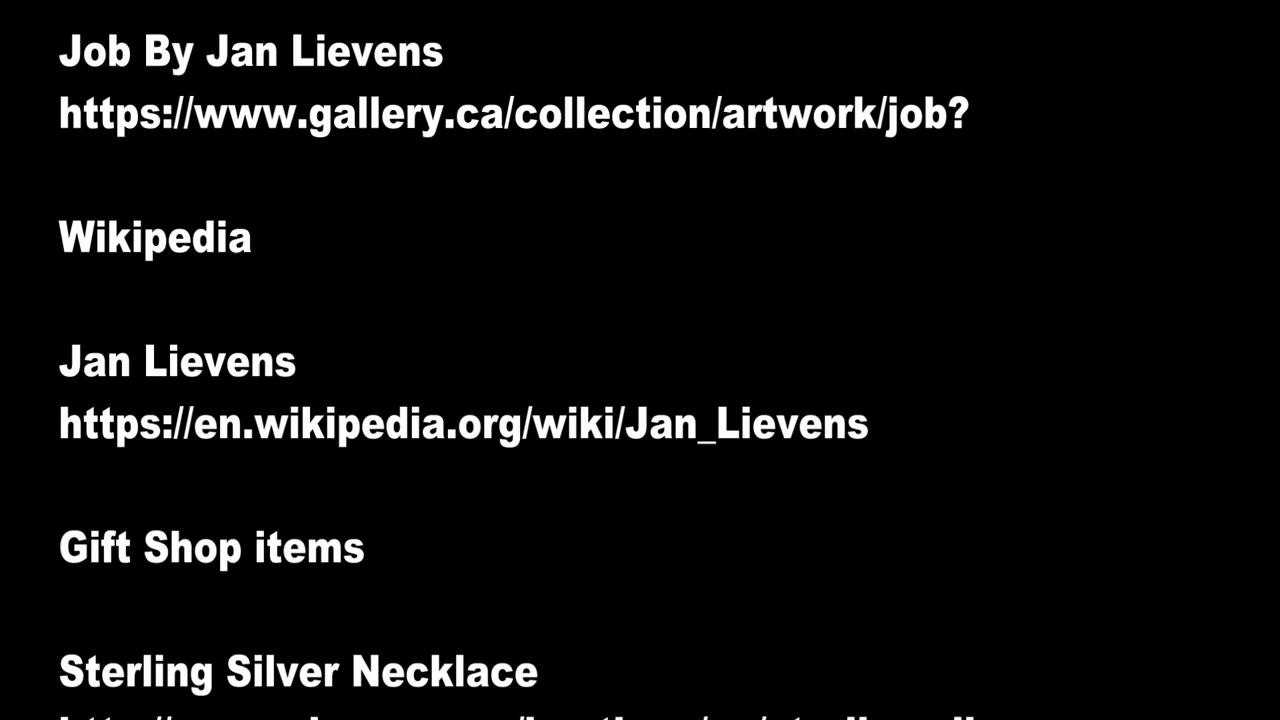 Job By Jan Lievens
https://www.gallery.ca/collection/artwork/job?
Wikipedia
Jan Lievens
https://en.wikipedia.org/wiki/Jan_Lievens
Gift Shop items
Sterling Silver Necklace